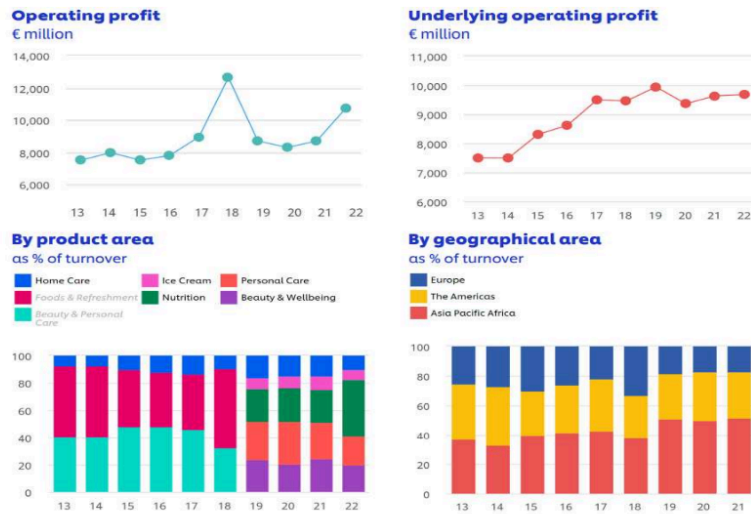 Operating profit
€ million
14,000
12,000
10,000
8,000
6,000
13 14 15 16 17 18 19 20 21 22
Underlying operating profit
€ million
11,000
10,000
9,000
8,000
7,000
6,000
13 14 15 16 17 18 19 20 21 22
By product area
as % of turnover
Home Care Ice Cream Personal Care
Foods & Refreshment Nutrition Beauty & Wellbeing
Beauty & Personal
Care
100
80
60
40
20
0
13 14 15 16 17 18 19 20 21 22
By geographical area
as % of turnover
Europe
The Americas
Asia Pacific Africa
100
80
60
40
20
0
13 14 15 16 17 18 19 20 21